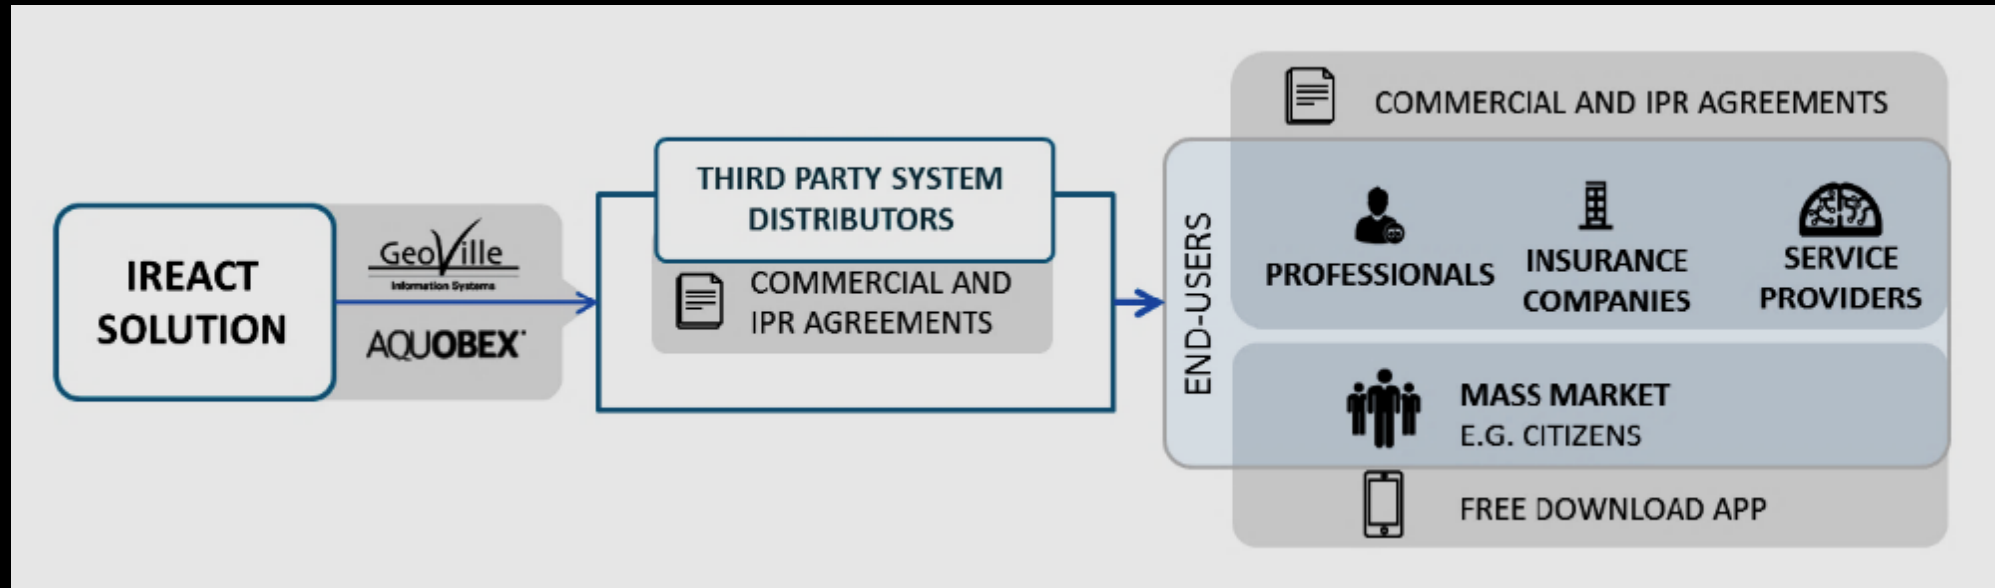 IREACT
SOLUTION
GeoVille
Information Systems
AQUOBEX
THIRD PARTY SYSTEM
DISTRIBUTORS
COMMERCIAL AND
IPR AGREEMENTS
END-USERS
COMMERCIAL AND IPR AGREEMENTS
PROFESSIONALS
INSURANCE
COMPANIES
SERVICE
PROVIDERS
MASS MARKET
E.G. CITIZENS
FREE DOWNLOAD APP